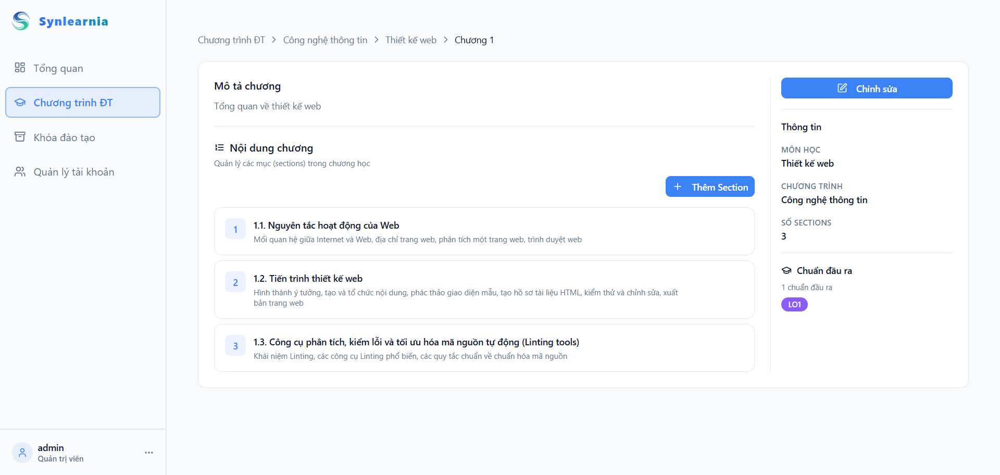 Synlearnia
Tổng quan
Chương trình ĐT
Khóa đào tạo
Quản lý tài khoản
admin
Quản trị viên
Chương trình ĐT > Công nghệ thông tin > Thiết kế web > Chương 1
Mô tả chương
Tổng quan về thiết kế web
Nội dung chương
Quản lý các mục (sections) trong chương học
Thêm Section
1
1.1. Nguyên tắc hoạt động của Web
Mối quan hệ giữa Internet và Web, địa chỉ trang web, phân tích một trang web, trình duyệt web
2
1.2. Tiến trình thiết kế web
Hình thành ý tưởng, tạo và tổ chức nội dung, phác thảo giao diện mẫu, tạo hồ sơ tài liệu HTML, kiểm thử và chỉnh sửa, xuất
bản trang web
3
1.3. Công cụ phân tích, kiểm lỗi và tối ưu hóa mã nguồn tự động (Linting tools)
Khái niệm Linting, các công cụ Linting phổ biến, các quy tắc chuẩn về chuẩn hóa mã nguồn
Chỉnh sửa
Thông tin
MÔN HỌC
Thiết kế web
CHƯƠNG TRÌNH
Công nghệ thông tin
SỐ SECTIONS
3
Chuẩn đầu ra
1 chuẩn đầu ra
LO1